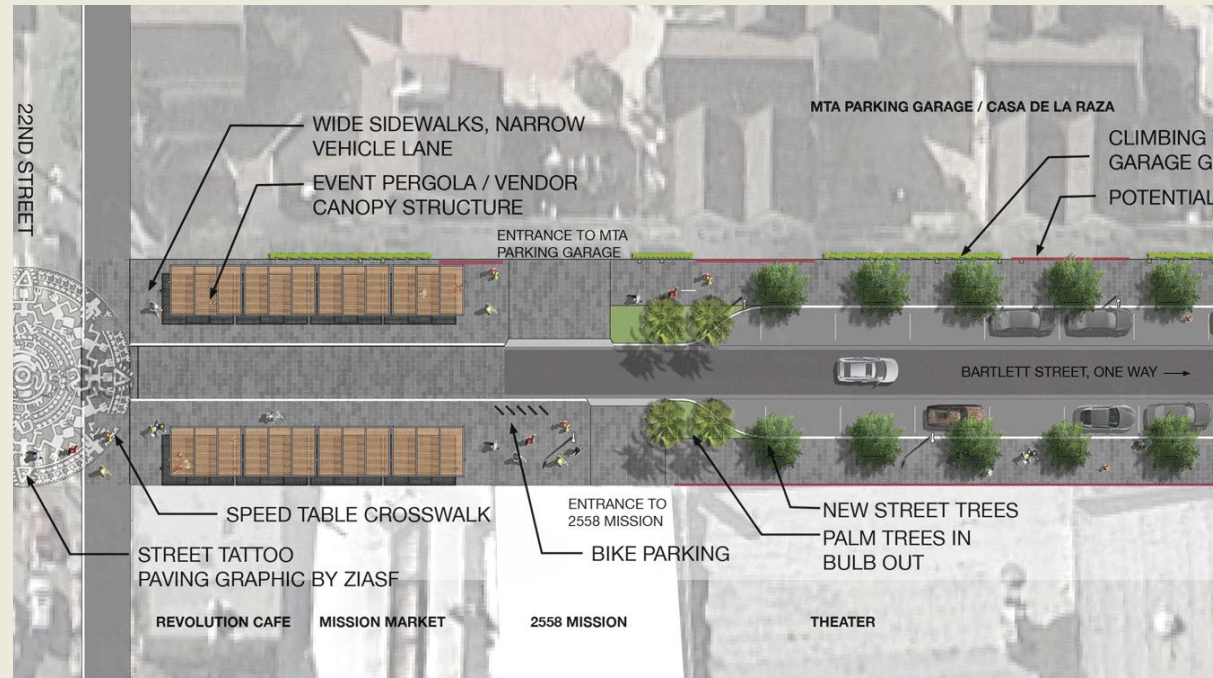 22ND STREET
WIDE SIDEWALKS, NARROW
VEHICLE LANE
EVENT PERGOLA / VENDOR
CANOPY STRUCTURE
ENTRANCE TO MTA
PARKING GARAGE
MTA PARKING GARAGE / CASA DE LA RAZA
CLIMBING
GARAGE G
POTENTIAL
BARTLETT STREET, ONE WAY
SPEED TABLE CROSSWALK
STREET TATTOO
PAVING GRAPHIC BY ZIASF
ENTRANCE TO
2558 MISSION
BIKE PARKING
NEW STREET TREES
PALM TREES IN
BULB OUT
REVOLUTION CAFE
MISSION MARKET
2558 MISSION
THEATER